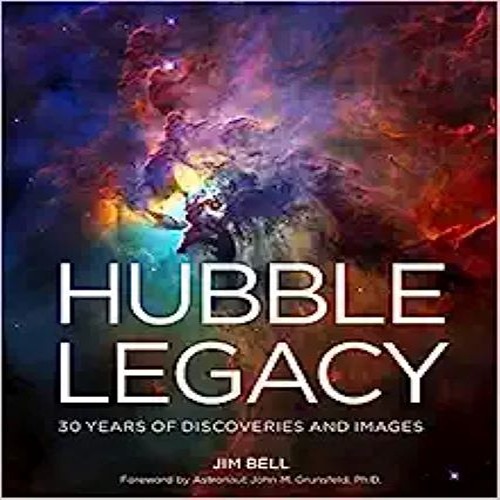 HUBBLE
LEGACY
30 YEARS OF DISCOVERIES AND IMAGES
JIM BELL
Foreword by Astronaut John M. Grunsfeld, Ph.D.